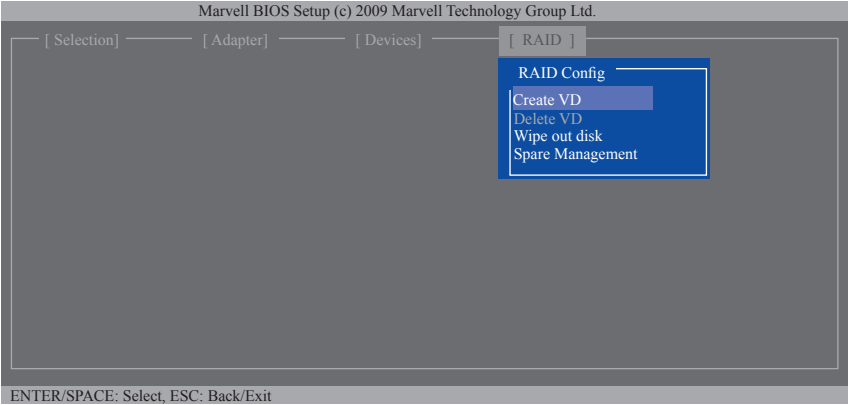 Marvell BIOS Setup (c) 2009 Marvell Technology Group Ltd.
[ Selection] [ Adapter] [ Devices] [ RAID ]
RAID Config
Create VD
Delete VD
Wipe out disk
Spare Management
ENTER/SPACE: Select, ESC: Back/Exit